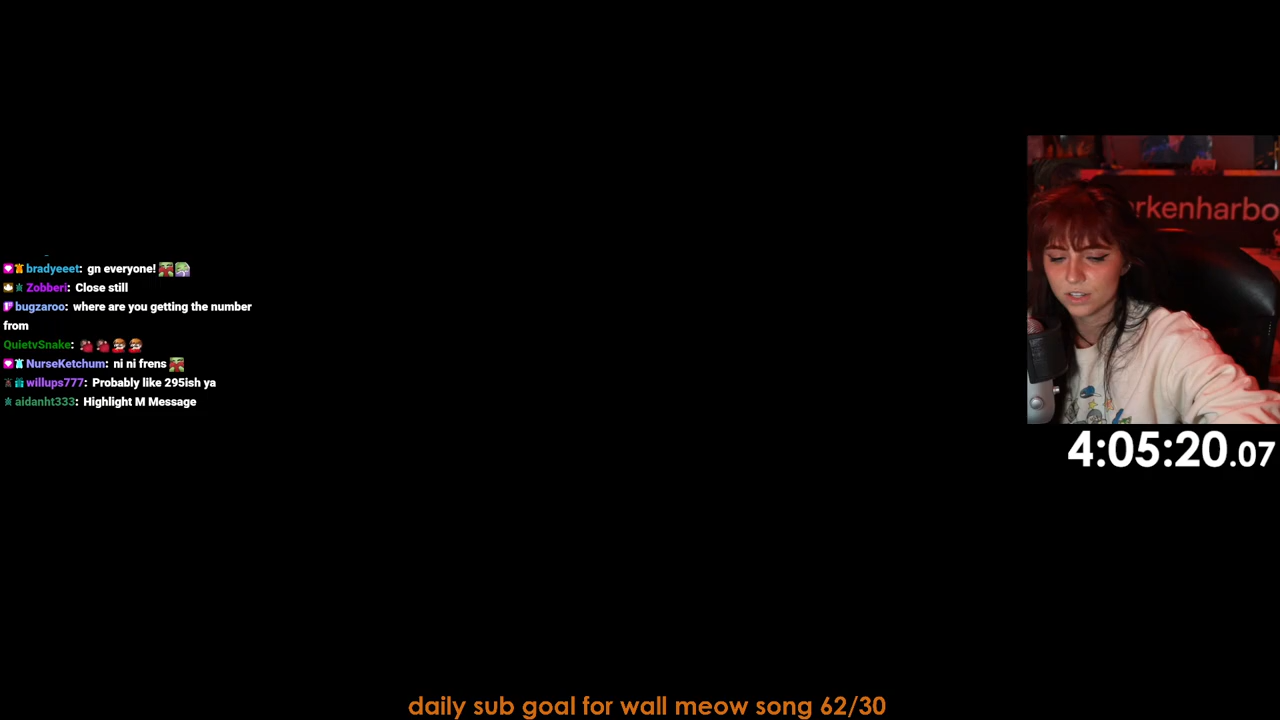 bradyeeet: gn everyone!
Zobberi: Close still
bugzaroo: where are you getting the number
from
QuietvSnake:
NurseKetchum: ni ni frens
willups777: Probably like 295ish ya
aidanht333: Highlight M Message
rkenharbo
4:05:20.07
daily sub goal for wall meow song 62/30